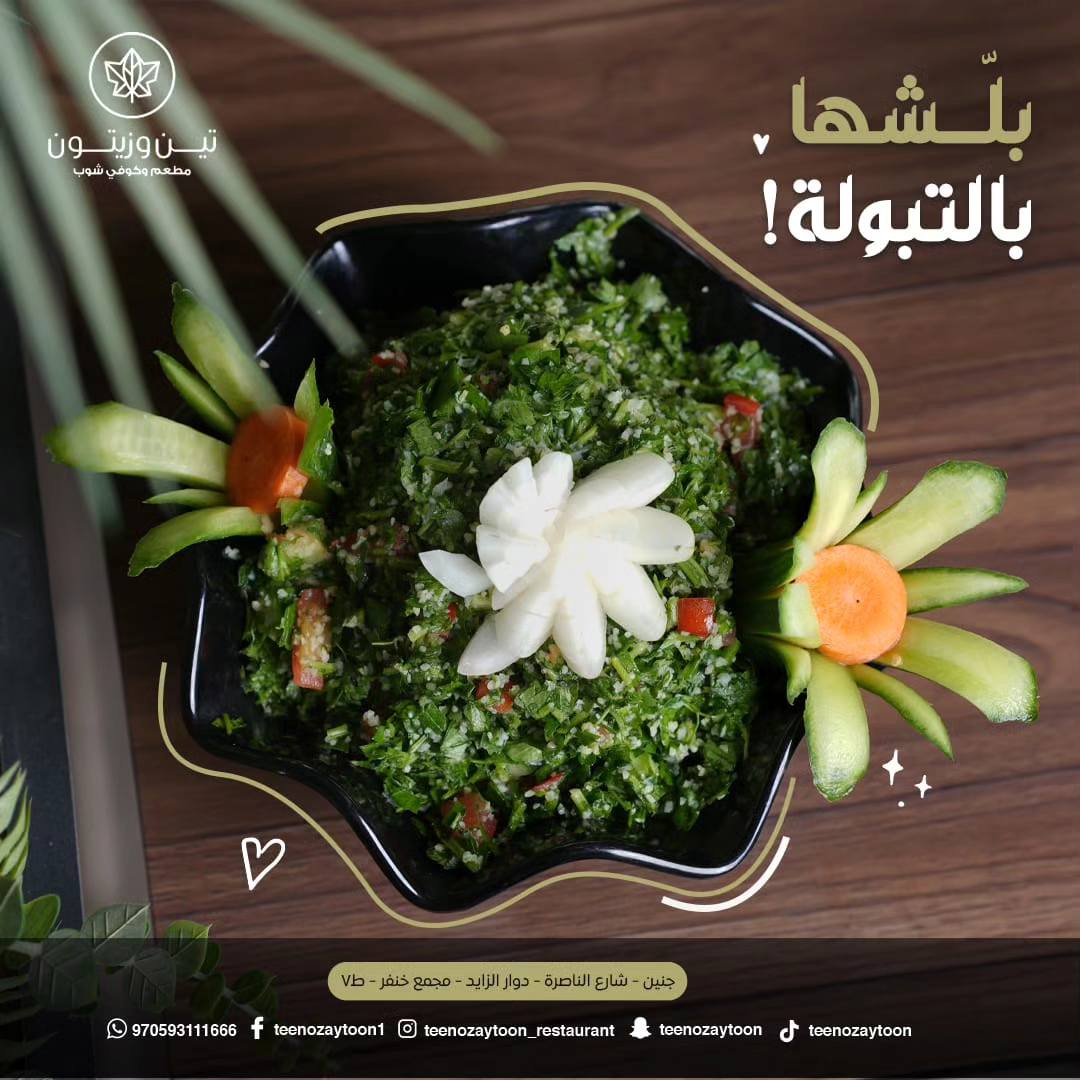 تيـن وزيتـون
مطعم وكوفي شوب
بلّـشها
بالتبولة!
جنين - شارع الناصرة - دوار الزايد - مجمع خنفر - ط٧
970593111666 teenozaytoon1 teenozaytoon_restaurant teenozaytoon teenozaytoon